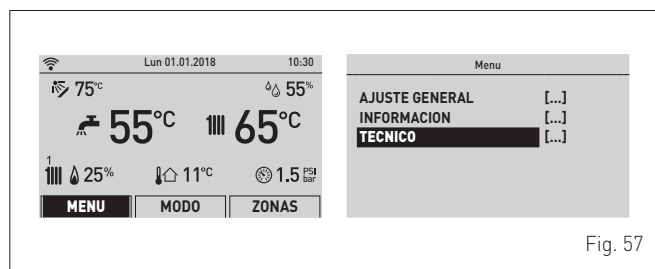 Lun 01.01.2018 10:30
75°C 55%
55°C 65°C
1
25% 11°C 1.5 PSI bar
MENU MODO ZONAS
Menu
AJUSTE GENERAL [...]
INFORMACION [...]
TECNICO [...]
Fig. 57